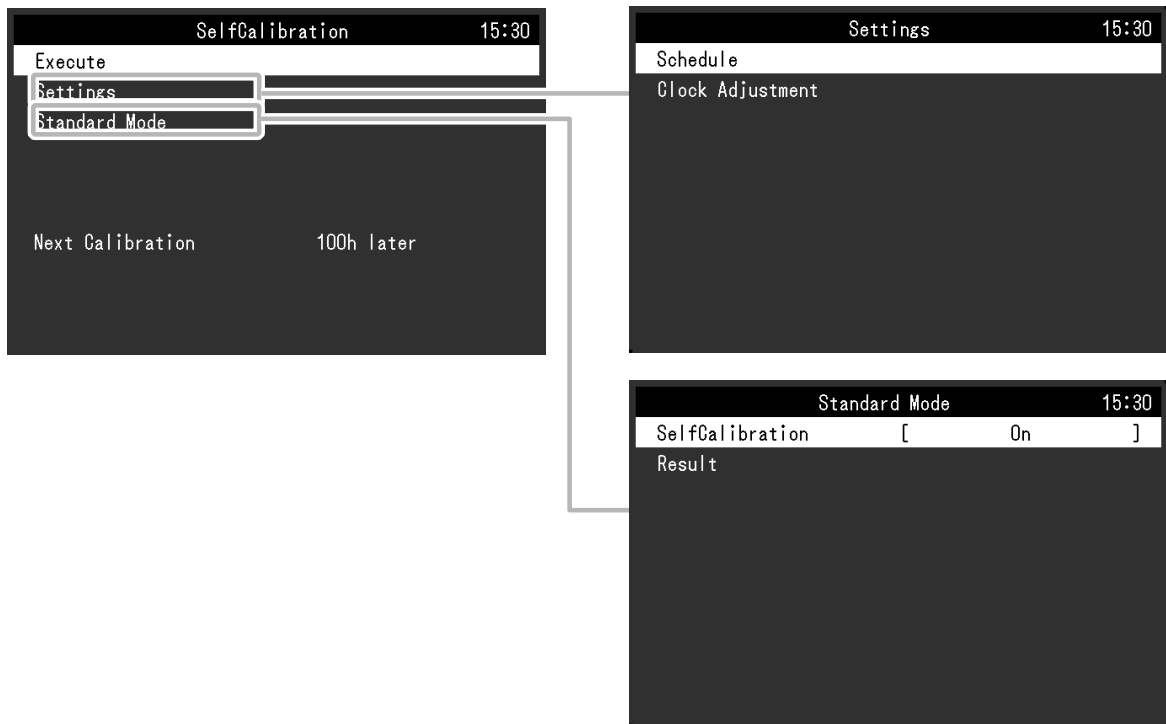 SelfCalibration 15:30
Execute
Settings
Standard Mode
Next Calibration 100h later
Settings 15:30
Schedule
Clock Adjustment
Standard Mode 15:30
SelfCalibration [ On ]
Result